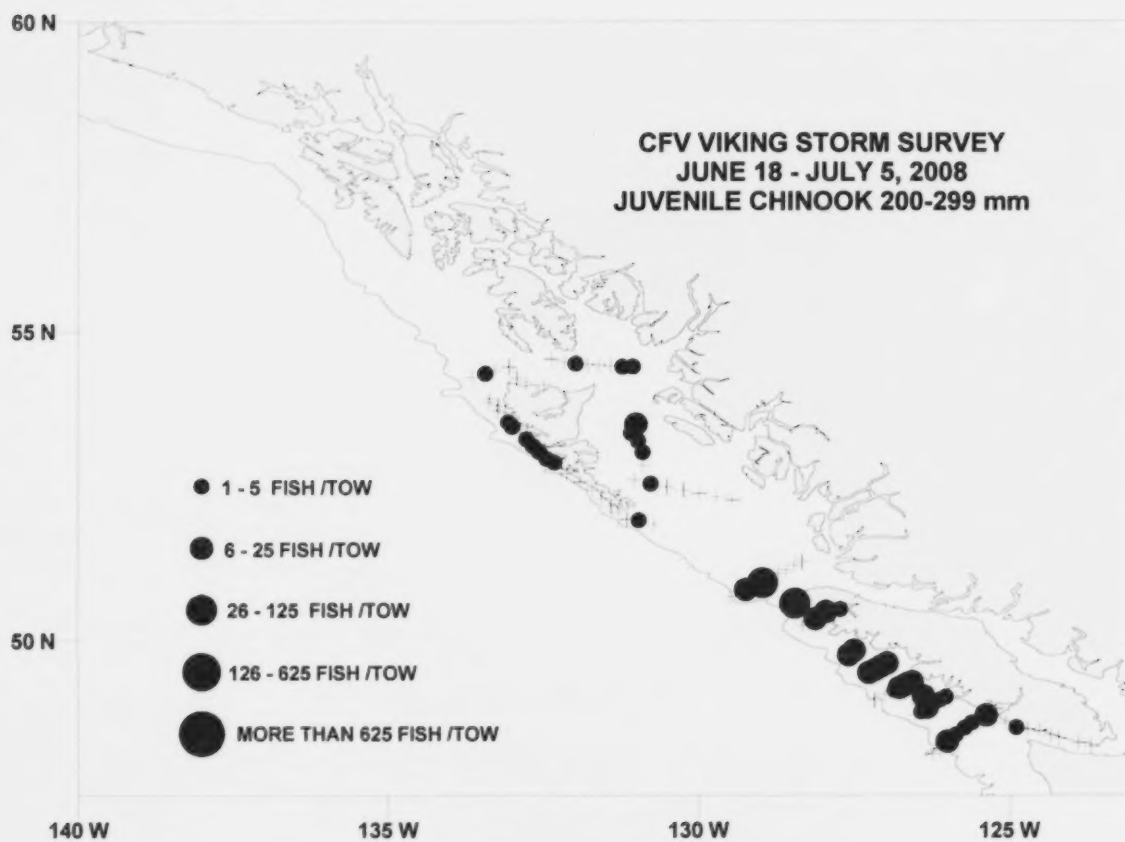 60 N
CFV VIKING STORM SURVEY
JUNE 18 - JULY 5, 2008
JUVENILE CHINOOK 200-299 mm
55 N
1 - 5 FISH /TOW
6 - 25 FISH /TOW
26 - 125 FISH /TOW
50 N
126 - 625 FISH /TOW
MORE THAN 625 FISH /TOW
140 W
135 W
130 W
125 W